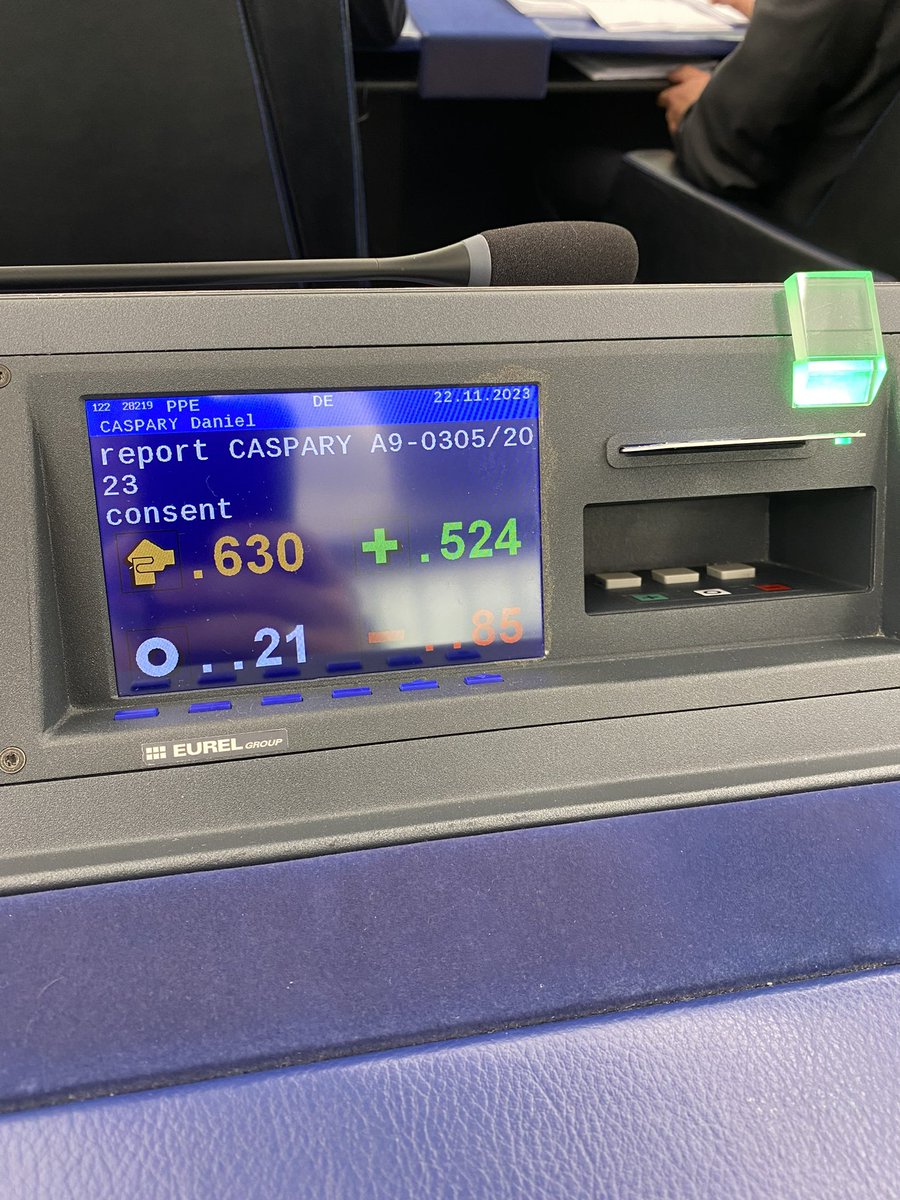 122 28219 PPE DE 22.11.2023
CASPARY Daniel
report CASPARY A9-0305/20
23
consent
.630 + .524
..21 - ..85
EUREL GROUP